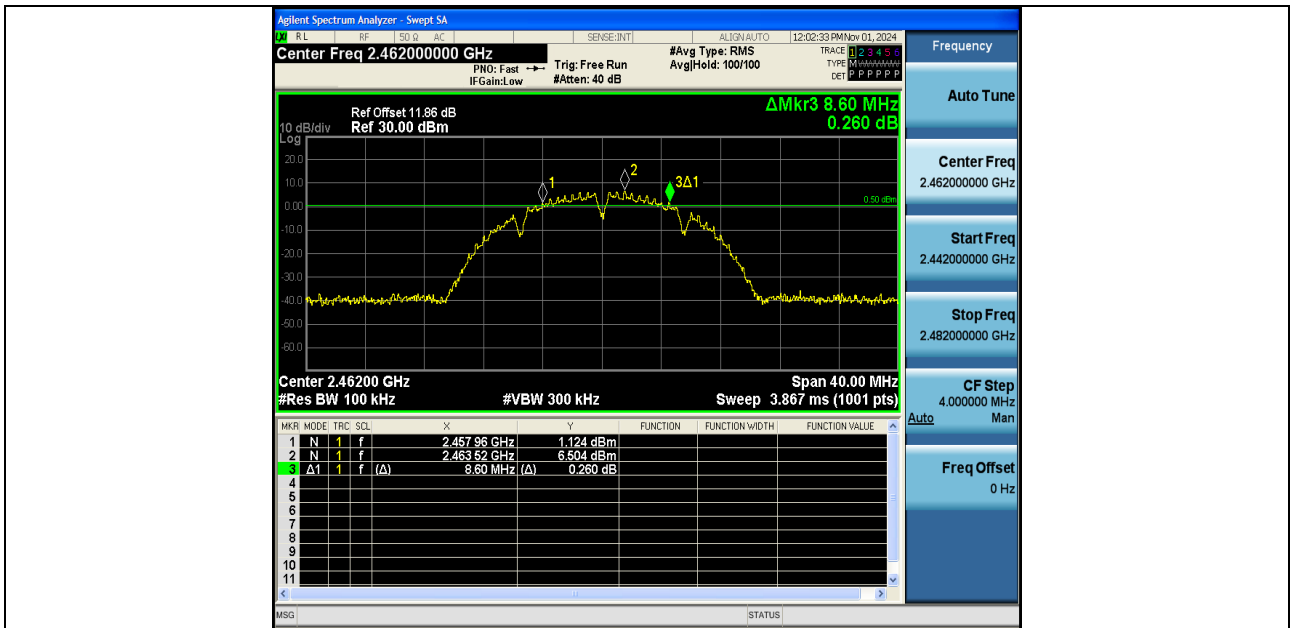 Agilent Spectrum Analyzer - Swept SA
LXI RL RF 50 Ω AC SENSE:INT ALIGN AUTO 12:02:33 PM Nov 01, 2024
Center Freq 2.462000000 GHz
PNO: Fast
IFGain:Low
Trig: Free Run
#Atten: 40 dB
#Avg Type: RMS
Avg|Hold: 100/100
TRACE 1 2 3 4 5 6
TYPE M
DET P P P P P P
Ref Offset 11.86 dB
10 dB/div Ref 30.00 dBm
Log
ΔMkr3 8.60 MHz
0.260 dB
20.0
10.0
0.00
-10.0
-20.0
-30.0
-40.0
-50.0
-60.0
1
2
3Δ1
0.50 dBm
Center 2.46200 GHz Span 40.00 MHz
#Res BW 100 kHz #VBW 300 kHz Sweep 3.867 ms (1001 pts)
MKR MODE TRC SCL X Y FUNCTION FUNCTION WIDTH FUNCTION VALUE
1 N 1 f 2.457 96 GHz 1.124 dBm
2 N 1 f 2.463 52 GHz 6.504 dBm
3 Δ1 1 f (Δ) 8.60 MHz (Δ) 0.260 dB
4
5
6
7
8
9
10
11
MSG STATUS
Frequency
Auto Tune
Center Freq
2.462000000 GHz
Start Freq
2.442000000 GHz
Stop Freq
2.482000000 GHz
CF Step
4.000000 MHz
Auto Man
Freq Offset
0 Hz